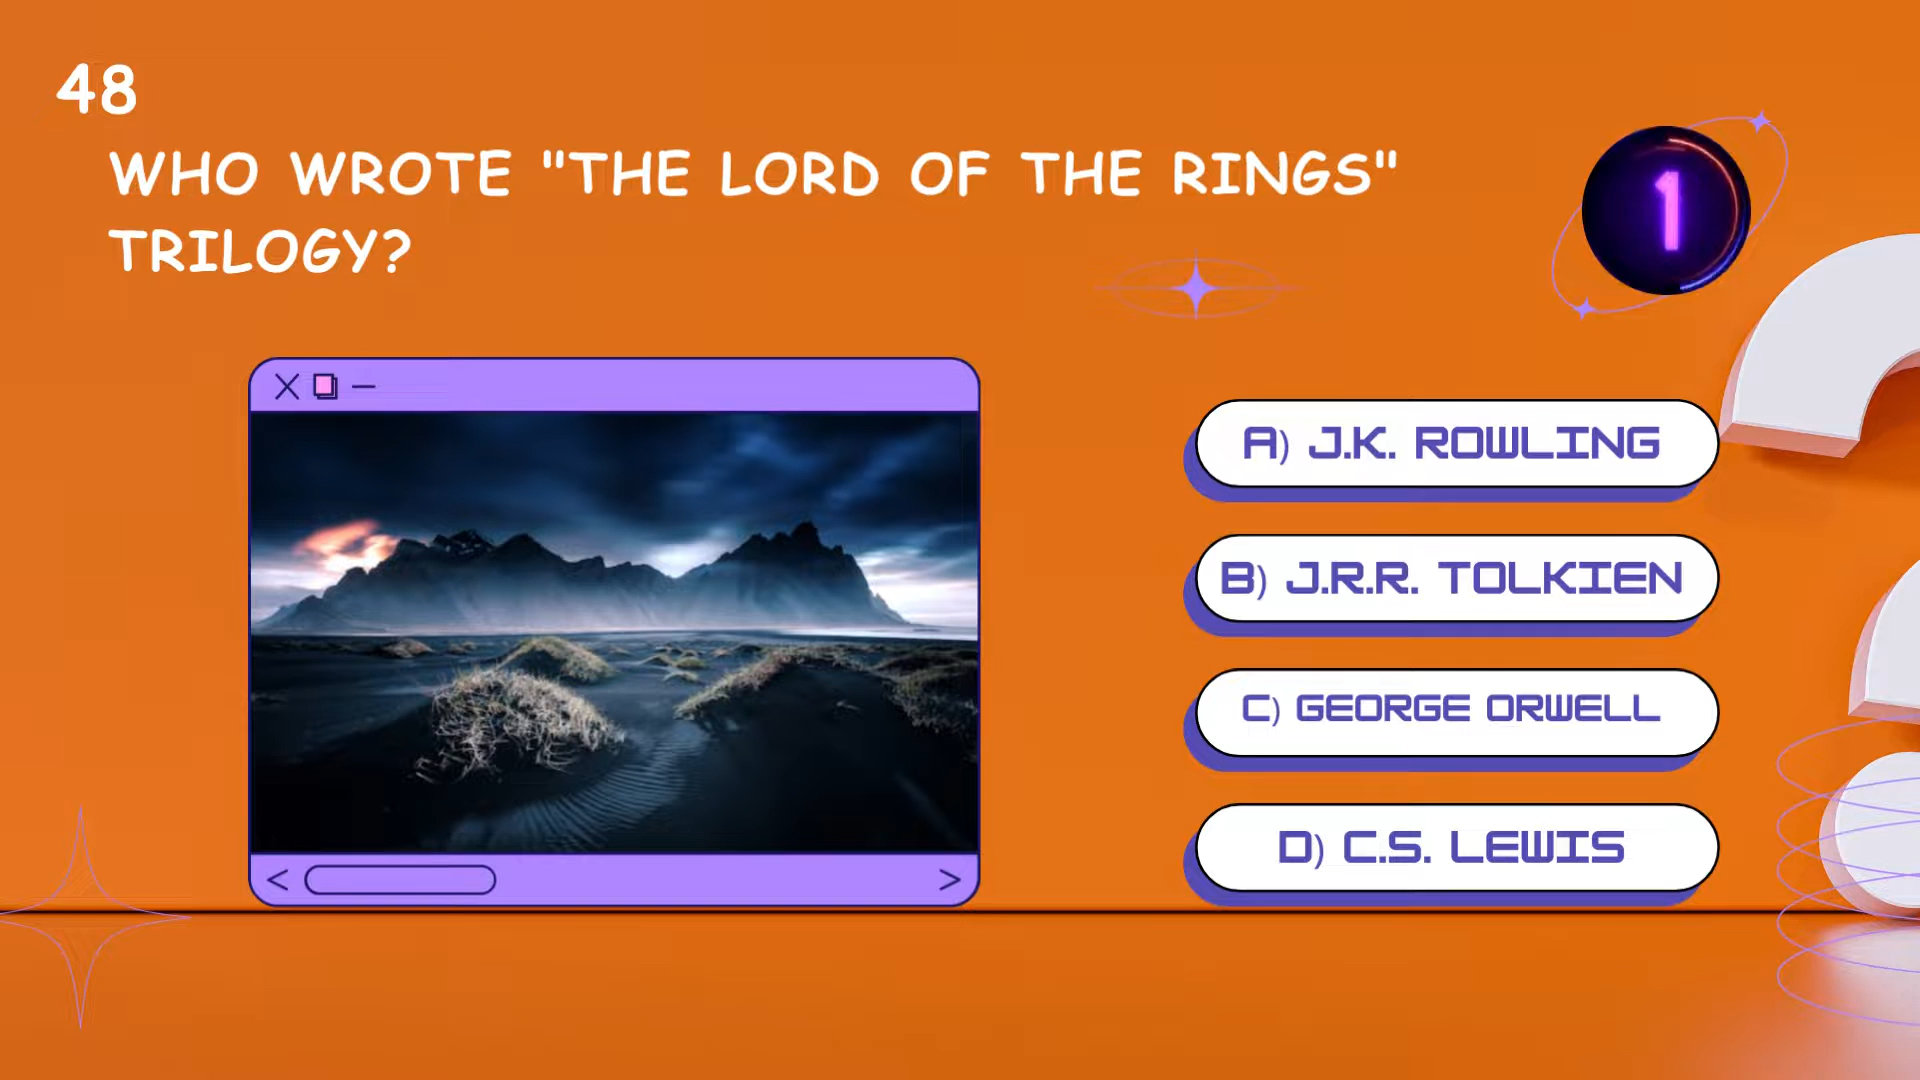 48
WHO WROTE "THE LORD OF THE RINGS"
TRILOGY?
1
A) J.K. ROWLING
B) J.R.R. TOLKIEN
C) GEORGE ORWELL
D) C.S. LEWIS